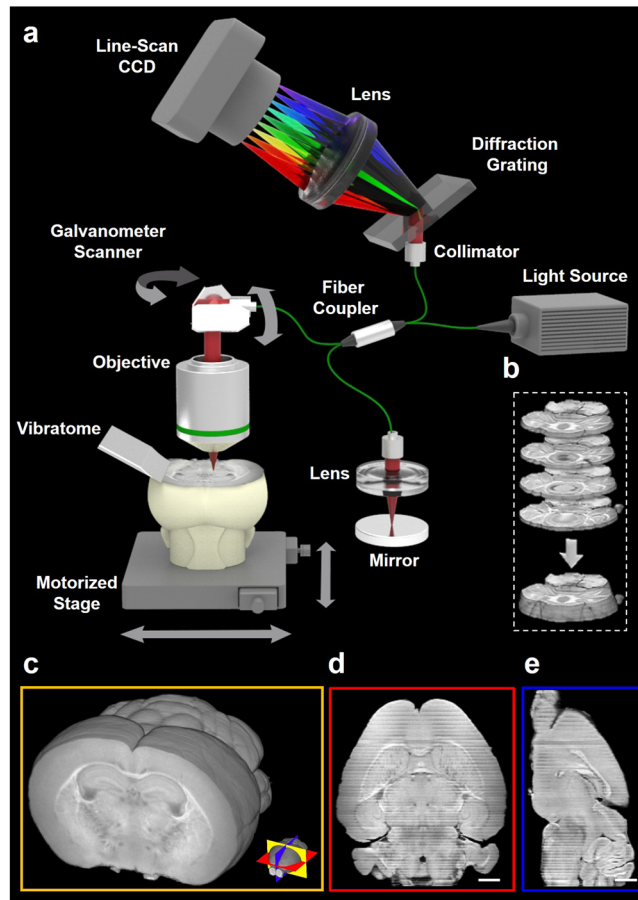 a
Line-Scan
CCD
Lens
Diffraction
Grating
Galvanometer
Scanner
Collimator
Fiber
Coupler
Light Source
Objective
b
Vibratome
Lens
Mirror
Motorized
Stage
c
d
e